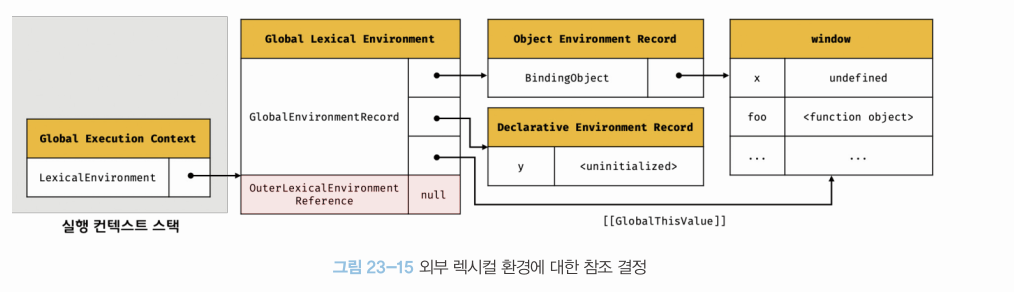 Global Execution Context
LexicalEnvironment
실행 컨텍스트 스택
Global Lexical Environment
GlobalEnvironmentRecord
OuterLexicalEnvironment
Reference
null
Object Environment Record
BindingObject
Declarative Environment Record
y
<uninitialized>
window
x
undefined
foo
<function object>
...
...
[[GlobalThisValue]]
그림 23-15 외부 렉시컬 환경에 대한 참조 결정